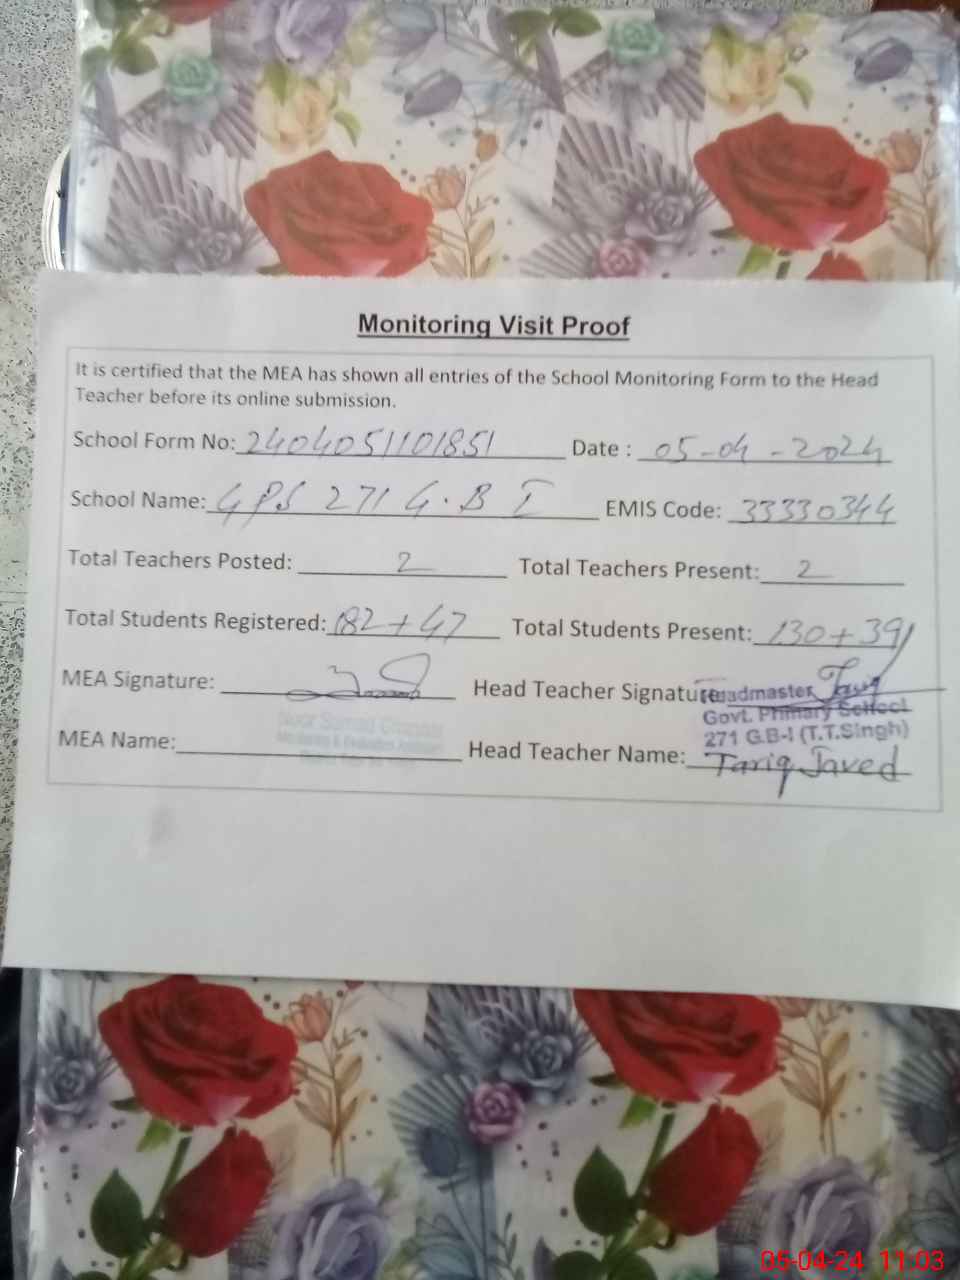 Monitoring Visit Proof
It is certified that the MEA has shown all entries of the School Monitoring Form to the Head
Teacher before its online submission.
School Form No: 2404051101851 Date : 05-04-2024
School Name: GPS 271 G.B I EMIS Code: 33330344
Total Teachers Posted: 2 Total Teachers Present: 2
Total Students Registered: 182+47 Total Students Present: 130+39
MEA Signature: Head Teacher Signature: Tariq
Headmaster
Govt. Primary School
271 G.B-I (T.T.Singh)
MEA Name: Head Teacher Name: Tariq Javed
05-04-24 11:03